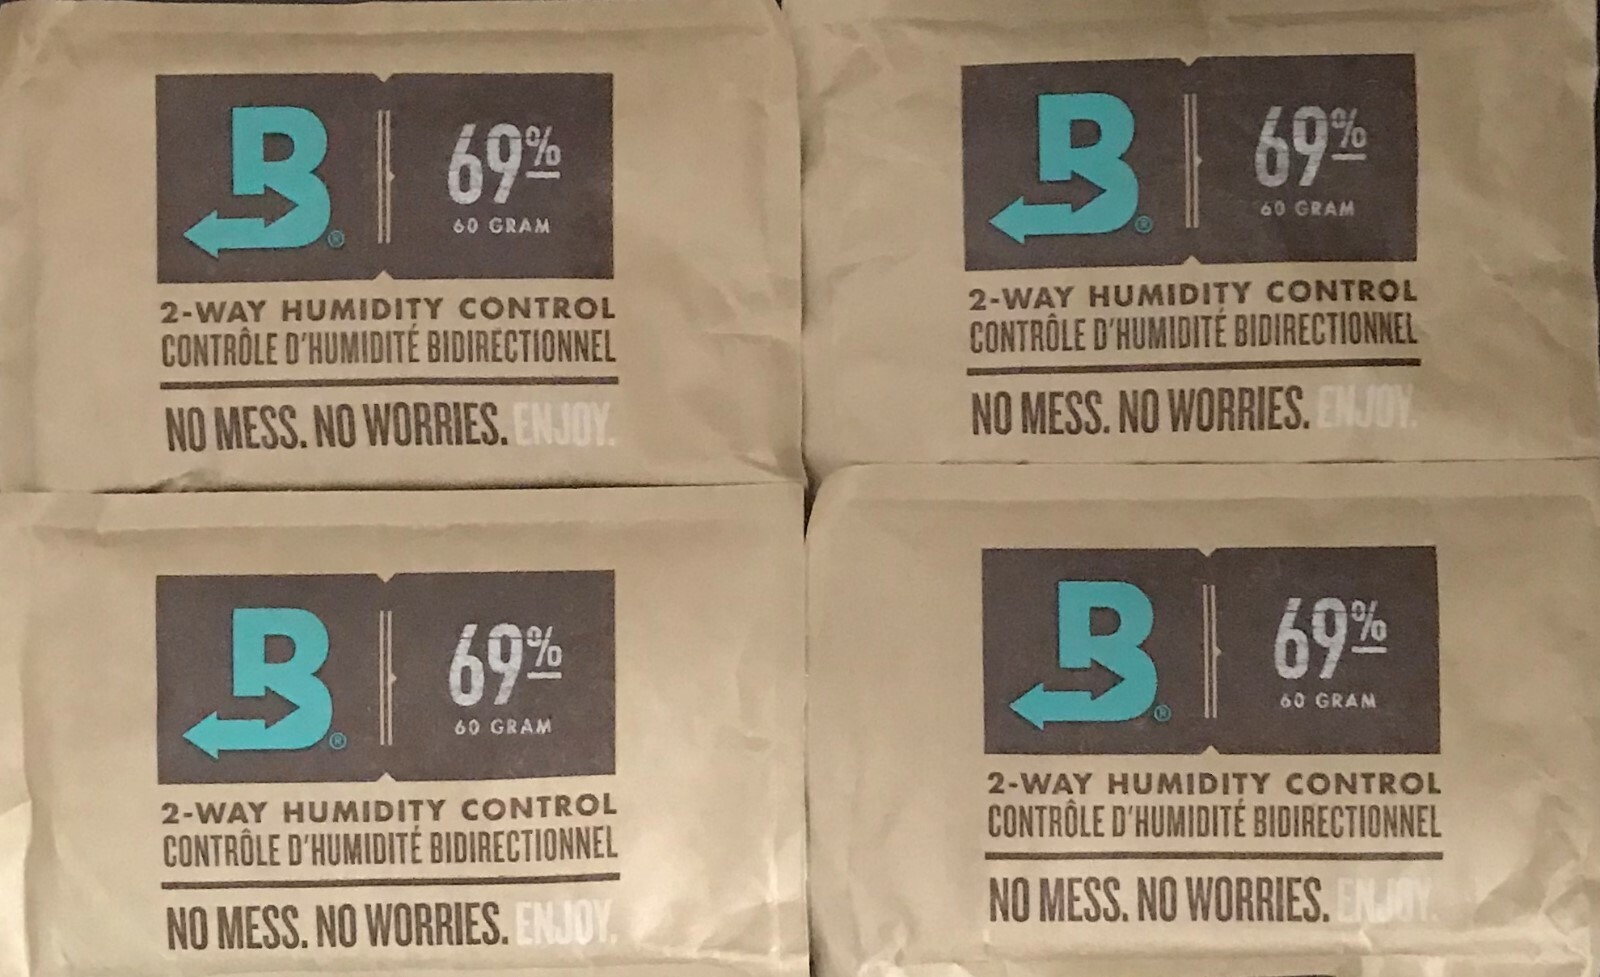 B® 69%
60 GRAM
2-WAY HUMIDITY CONTROL
CONTRÔLE D'HUMIDITÉ BIDIRECTIONNEL
NO MESS. NO WORRIES. ENJOY.
B® 69%
60 GRAM
2-WAY HUMIDITY CONTROL
CONTRÔLE D'HUMIDITÉ BIDIRECTIONNEL
NO MESS. NO WORRIES. ENJOY.
B® 69%
60 GRAM
2-WAY HUMIDITY CONTROL
CONTRÔLE D'HUMIDITÉ BIDIRECTIONNEL
NO MESS. NO WORRIES. ENJOY.
B® 69%
60 GRAM
2-WAY HUMIDITY CONTROL
CONTRÔLE D'HUMIDITÉ BIDIRECTIONNEL
NO MESS. NO WORRIES. ENJOY.